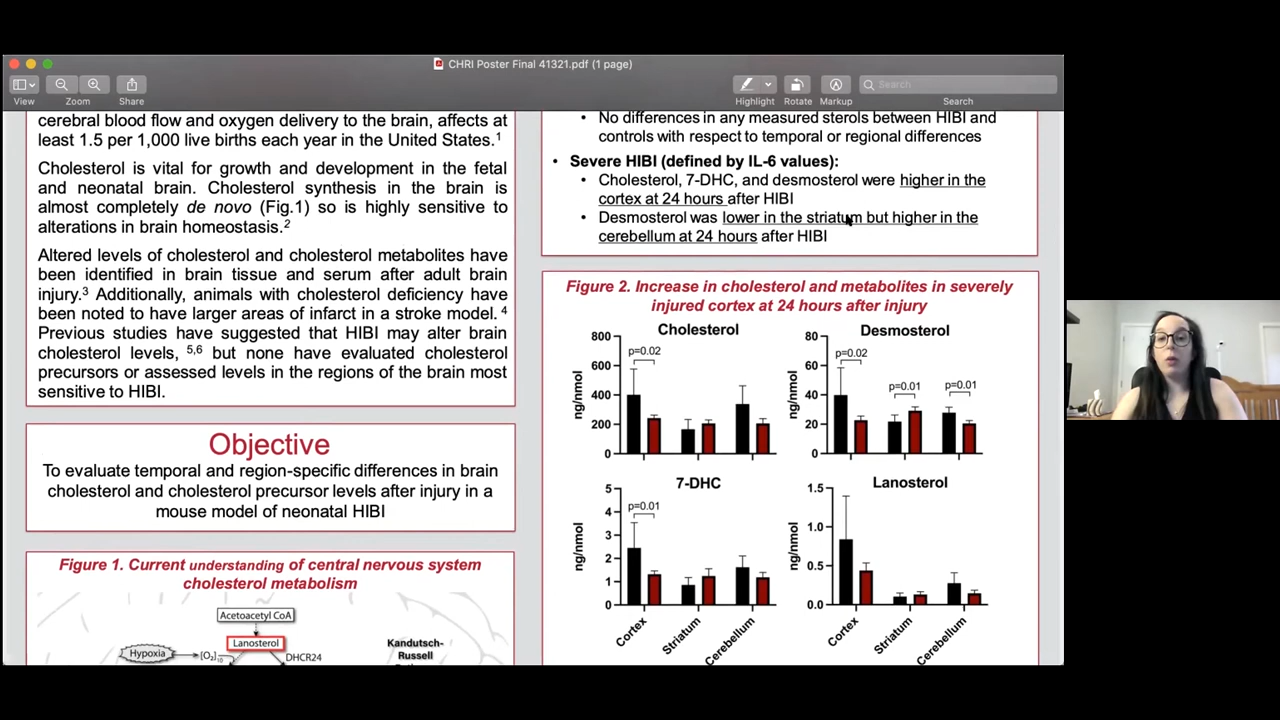 CHRI Poster Final 41321.pdf (1 page)
View
Zoom
Share
Highlight
Rotate
Markup
Search
Search
cerebral blood flow and oxygen delivery to the brain, affects at
least 1.5 per 1,000 live births each year in the United States.1
Cholesterol is vital for growth and development in the fetal
and neonatal brain. Cholesterol synthesis in the brain is
almost completely de novo (Fig.1) so is highly sensitive to
alterations in brain homeostasis.2
Altered levels of cholesterol and cholesterol metabolites have
been identified in brain tissue and serum after adult brain
injury.3 Additionally, animals with cholesterol deficiency have
been noted to have larger areas of infarct in a stroke model. 4
Previous studies have suggested that HIBI may alter brain
cholesterol levels, 5,6 but none have evaluated cholesterol
precursors or assessed levels in the regions of the brain most
sensitive to HIBI.
Objective
To evaluate temporal and region-specific differences in brain
cholesterol and cholesterol precursor levels after injury in a
mouse model of neonatal HIBI
Figure 1. Current understanding of central nervous system
cholesterol metabolism
Acetoacetyl CoA
Lanosterol
Hypoxia
[O2]
DHCR24
Kandutsch-
Russell
• No differences in any measured sterols between HIBI and
controls with respect to temporal or regional differences
• Severe HIBI (defined by IL-6 values):
• Cholesterol, 7-DHC, and desmosterol were higher in the
cortex at 24 hours after HIBI
• Desmosterol was lower in the striatum but higher in the
cerebellum at 24 hours after HIBI
Figure 2. Increase in cholesterol and metabolites in severely
injured cortex at 24 hours after injury
Cholesterol
800
600
400
200
0
ng/nmol
p=0.02
Desmosterol
80
60
40
20
0
ng/nmol
p=0.02
p=0.01
p=0.01
7-DHC
5
4
3
2
1
0
ng/nmol
p=0.01
Cortex
Striatum
Cerebellum
Lanosterol
1.5
1.0
0.5
0.0
ng/nmol
Cortex
Striatum
Cerebellum